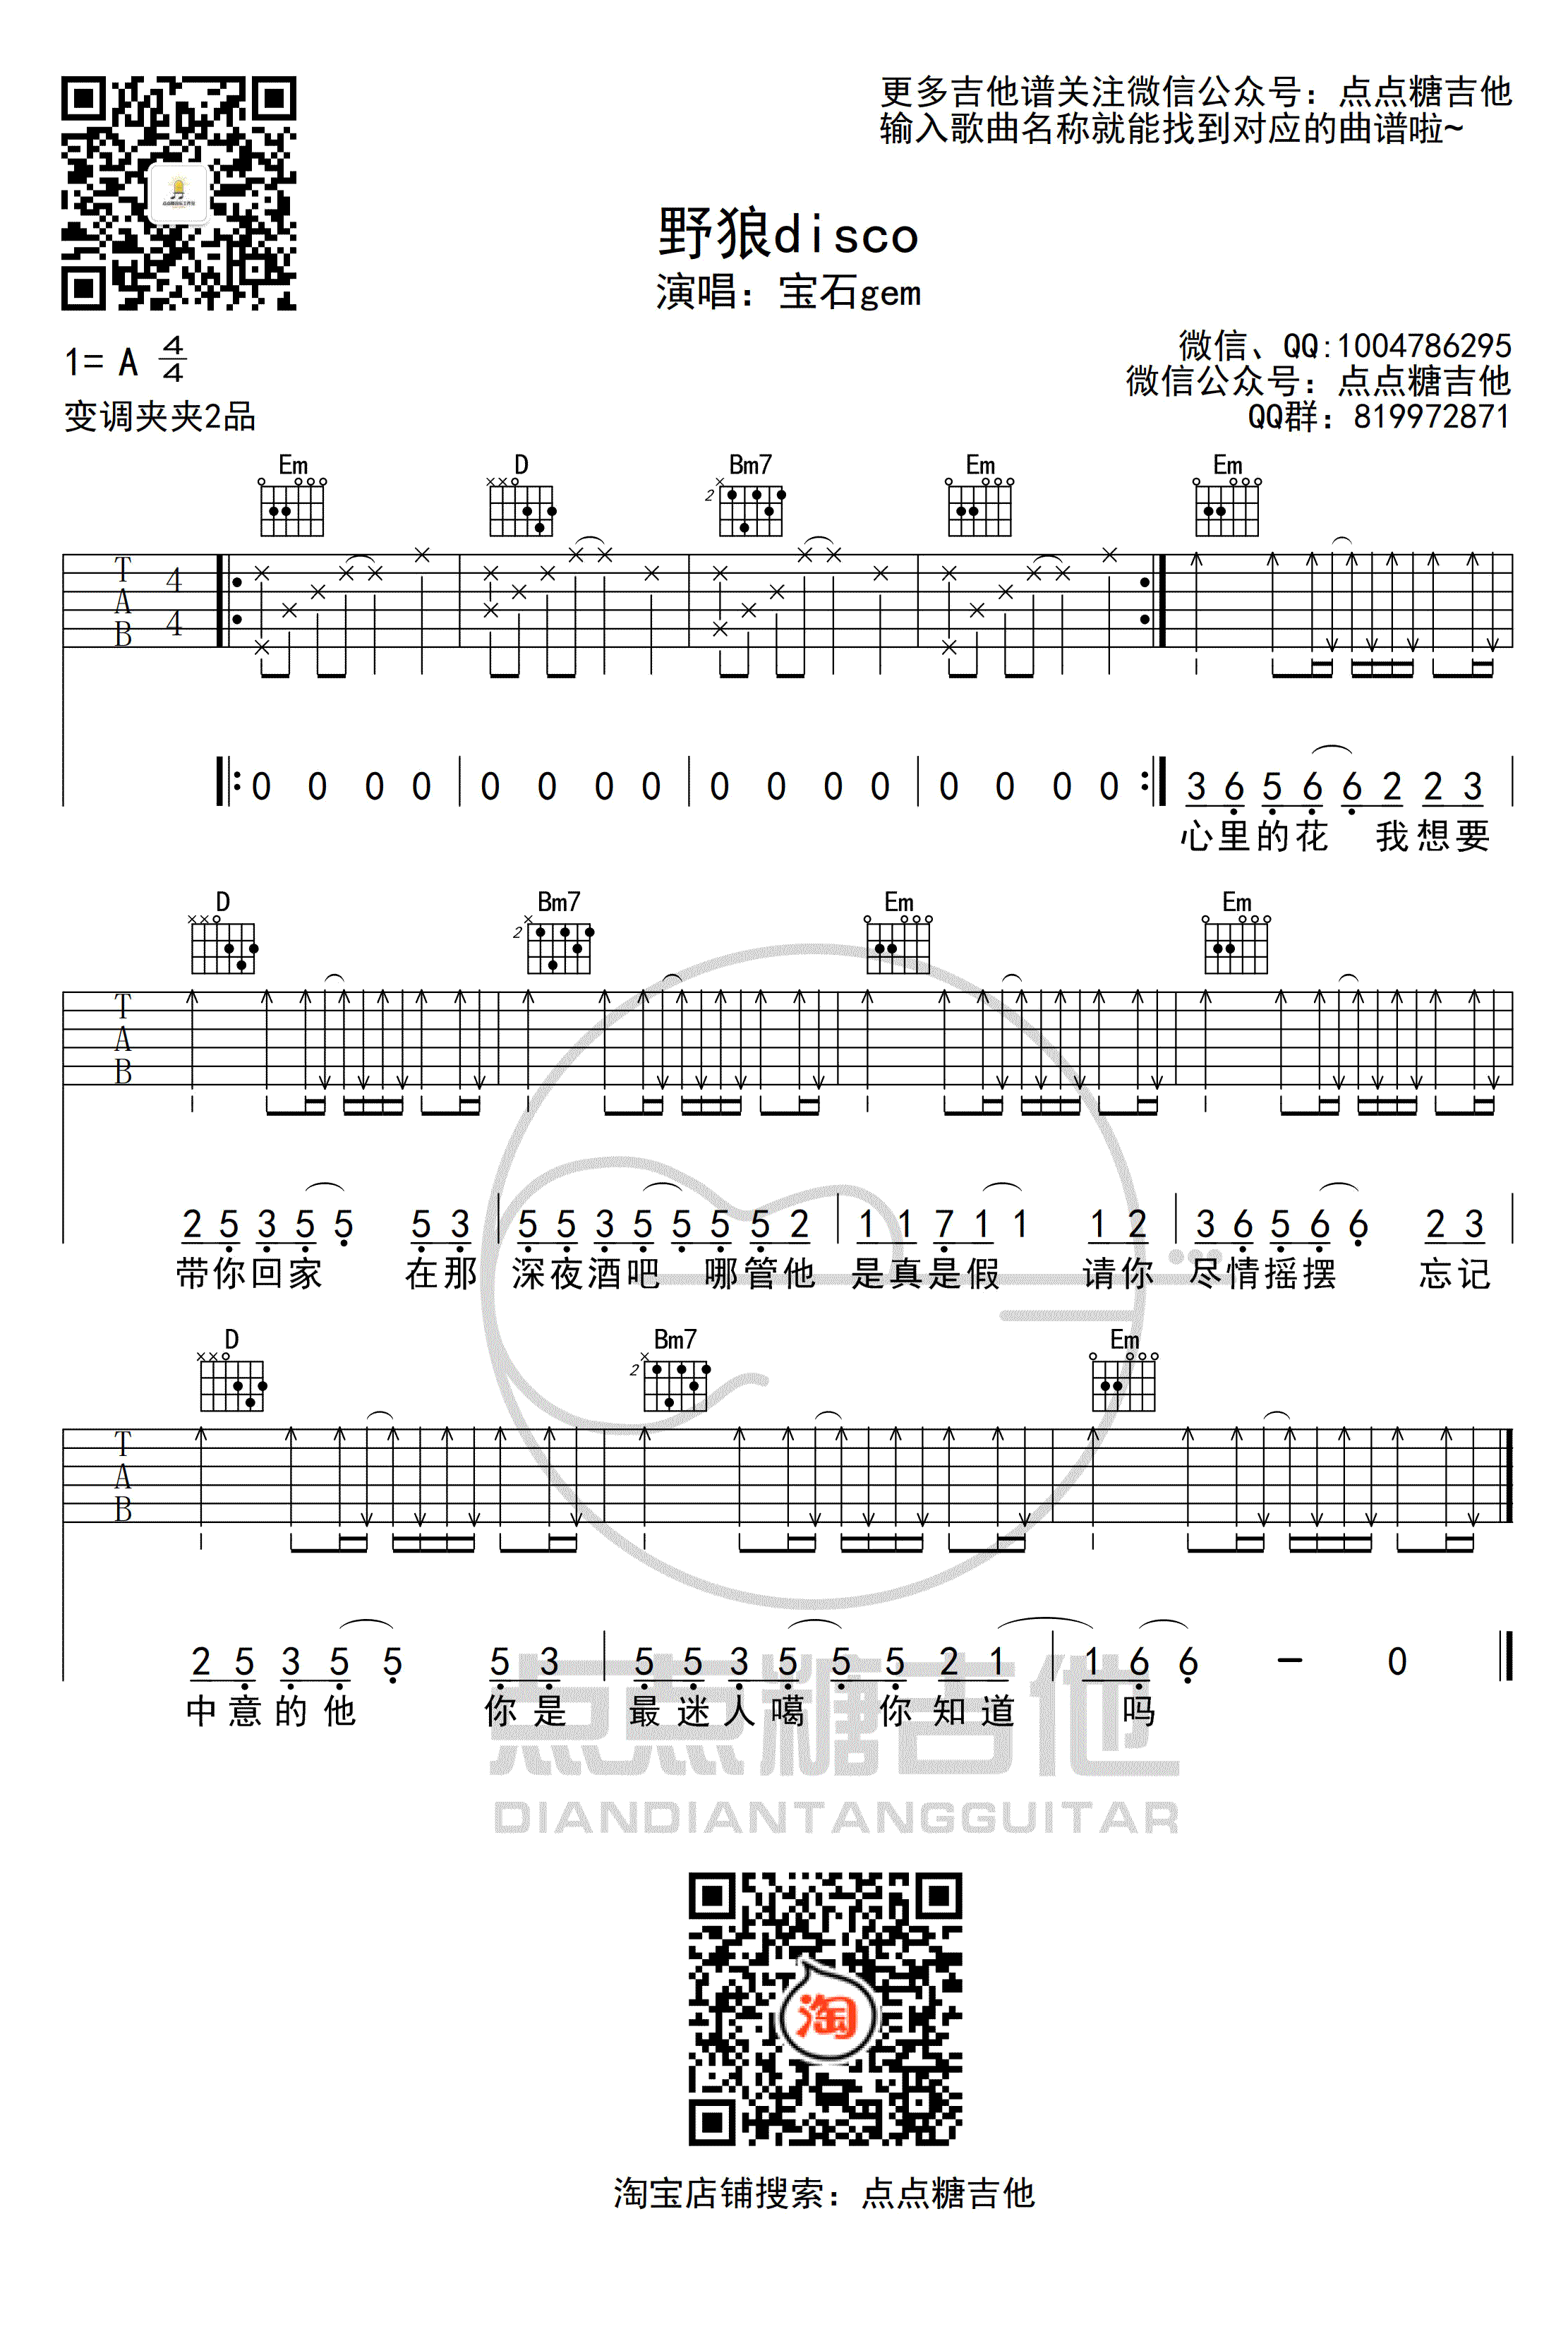 更多吉他谱关注微信公众号：点点糖吉他
输入歌曲名称就能找到对应的曲谱啦~
野狼disco
演唱：宝石gem
1= A 4/4
变调夹夹2品
微信、QQ:1004786295
微信公众号：点点糖吉他
QQ群：819972871
Em D Bm7 Em Em
2
T A B 4 4
0 0 0 0 0 0 0 0 0 0 0 0 0 0 0 0 3 6 5 6 6 2 2 3
心里的花 我想要
D Bm7 Em Em
2
T A B
2 5 3 5 5 5 3 5 5 3 5 5 5 5 2 1 1 7 1 1 1 2 3 6 5 6 6 2 3
带你回家 在那 深夜酒吧 哪管他 是真是假 请你 尽情摇摆 忘记
D Bm7 Em
2
T A B
2 5 3 5 5 5 3 5 5 3 5 5 5 2 1 1 6 6 － 0
中意的他 你是 最迷人噶 你知道 吗
点点糖吉他
DIANDIANTANGGUITAR
淘
淘宝店铺搜索：点点糖吉他